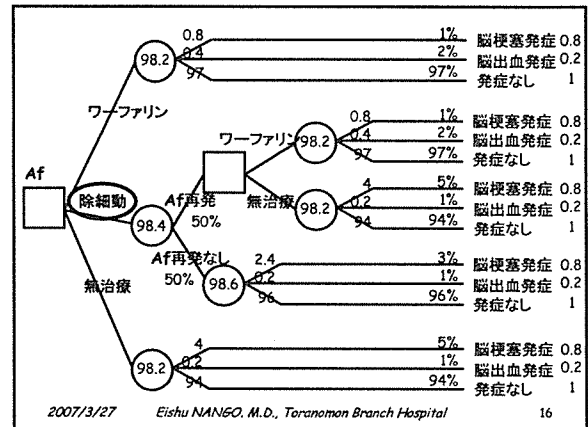 0.8 1% 脳梗塞発症 0.8
98.2 0.4 2% 脳出血発症 0.2
97 97% 発症なし 1
ワーファリン
0.8 1% 脳梗塞発症 0.8
ワーファリン 98.2 0.4 2% 脳出血発症 0.2
97 97% 発症なし 1
Af
除細動
Af再発
50%
無治療
4 5% 脳梗塞発症 0.8
98.2 0.2 1% 脳出血発症 0.2
94 94% 発症なし 1
98.4
Af再発なし
50%
2.4 3% 脳梗塞発症 0.8
98.6 0.2 1% 脳出血発症 0.2
96 96% 発症なし 1
無治療
4 5% 脳梗塞発症 0.8
98.2 0.2 1% 脳出血発症 0.2
94 94% 発症なし 1
2007/3/27 Eishu NANGO, M.D., Toranomon Branch Hospital 16